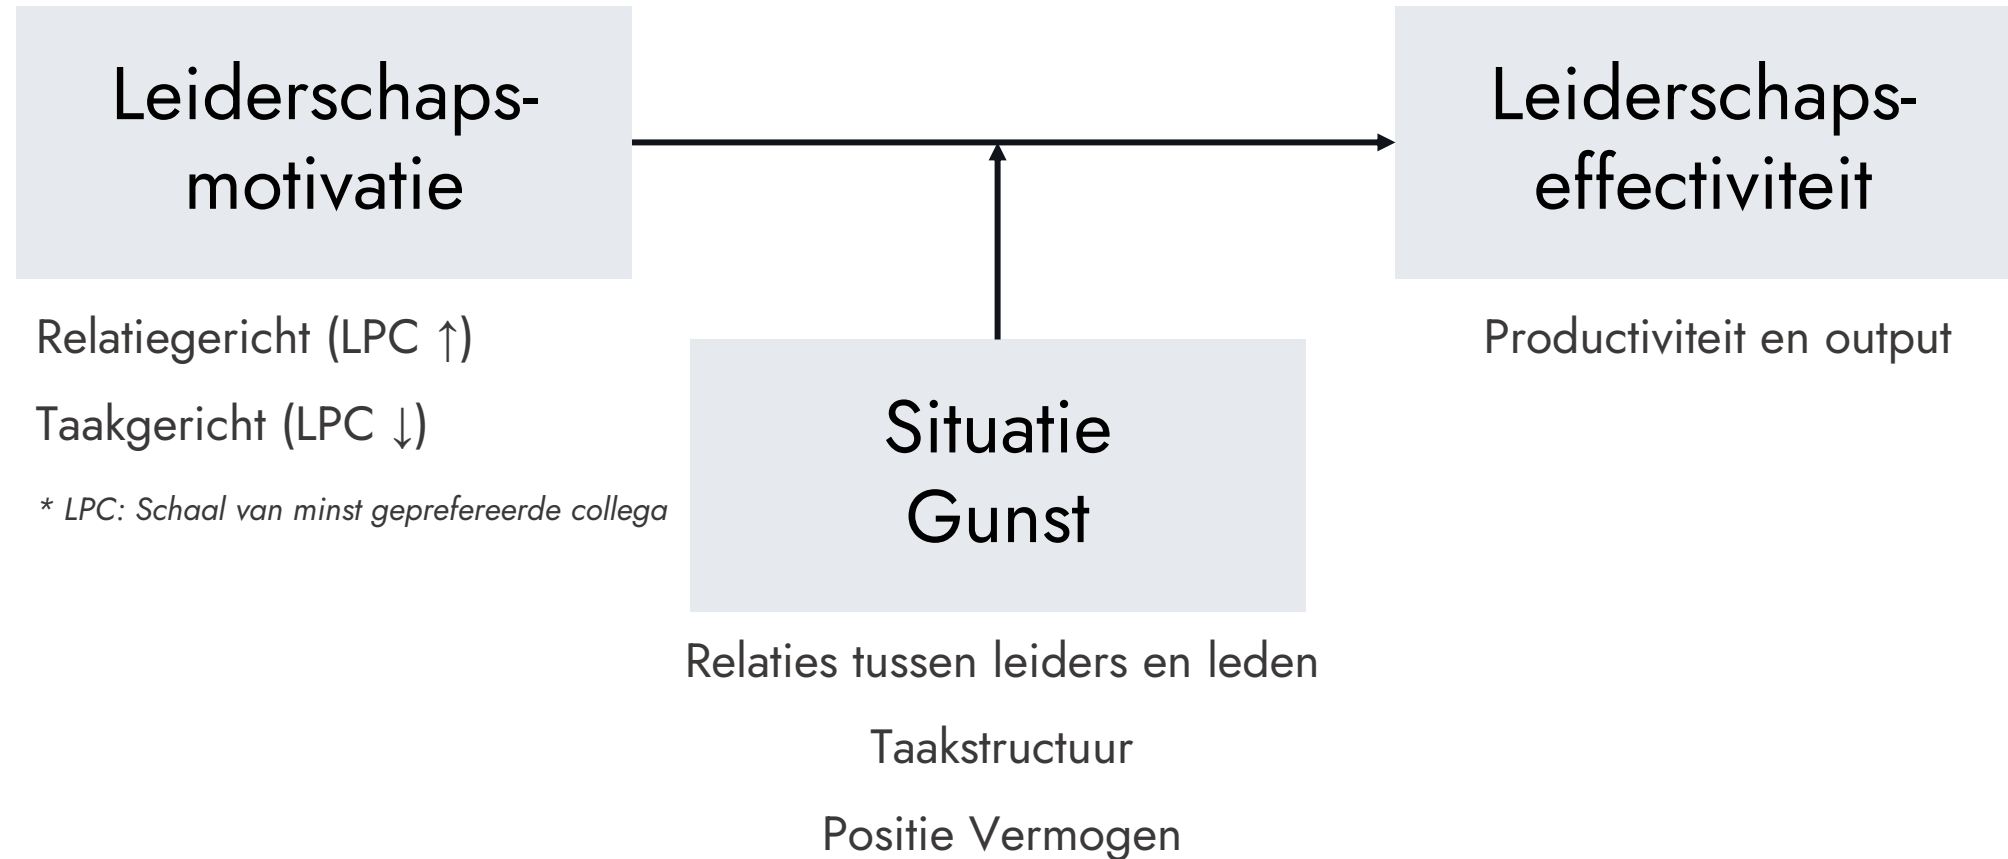 Leiderschaps-
motivatie
Relatiegericht (LPC ↑)
Taakgericht (LPC ↓)
* LPC: Schaal van minst geprefereerde collega
Situatie
Gunst
Relaties tussen leiders en leden
Taakstructuur
Positie Vermogen
Leiderschaps-
effectiviteit
Productiviteit en output